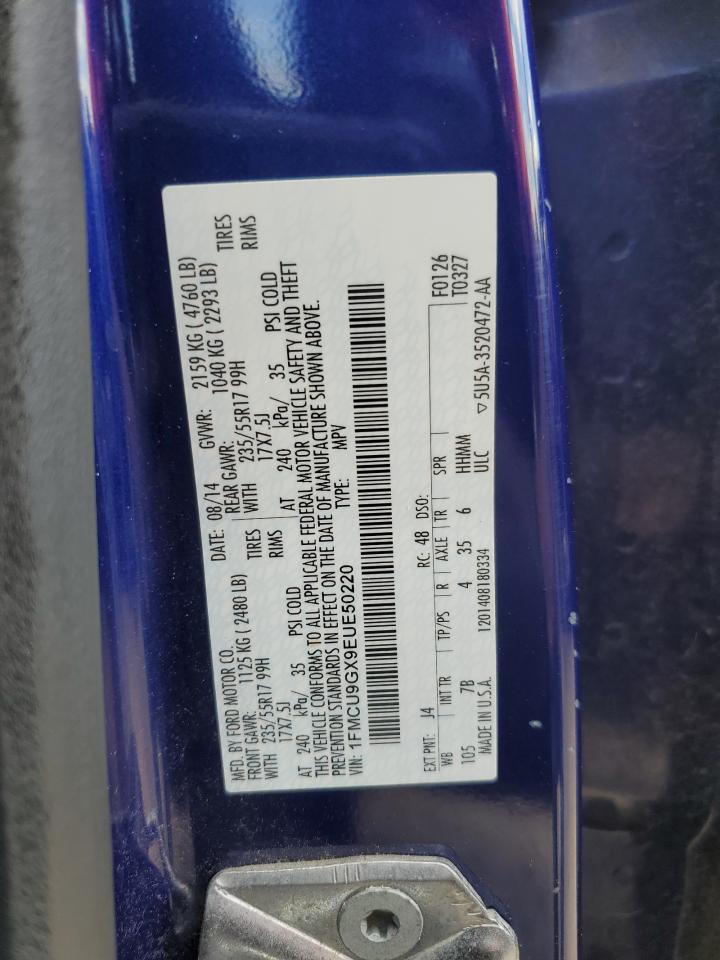 MFD. BY FORD MOTOR CO.
DATE: 08/14 GVWR: 2159 KG ( 4760 LB)
FRONT GAWR: 1125 KG ( 2480 LB) REAR GAWR: 1040 KG ( 2293 LB)
WITH 235/55R17 99H TIRES WITH 235/55R17 99H TIRES
17X7.5J RIMS 17X7.5J RIMS
AT 240 kPa/ 35 PSI COLD AT 240 kPa/ 35 PSI COLD
THIS VEHICLE CONFORMS TO ALL APPLICABLE FEDERAL MOTOR VEHICLE SAFETY AND THEFT
PREVENTION STANDARDS IN EFFECT ON THE DATE OF MANUFACTURE SHOWN ABOVE.
VIN: 1FMCU9GX9EUE50220 TYPE: MPV
F0126
T0327
EXT PNT: J4 RC: 48 DSO:
WB INT TR TP/PS R AXLE TR SPR
105 7B 4 35 6 HHMM
MADE IN U.S.A. 1201408180334 ULC ▽5U5A-3520472-AA